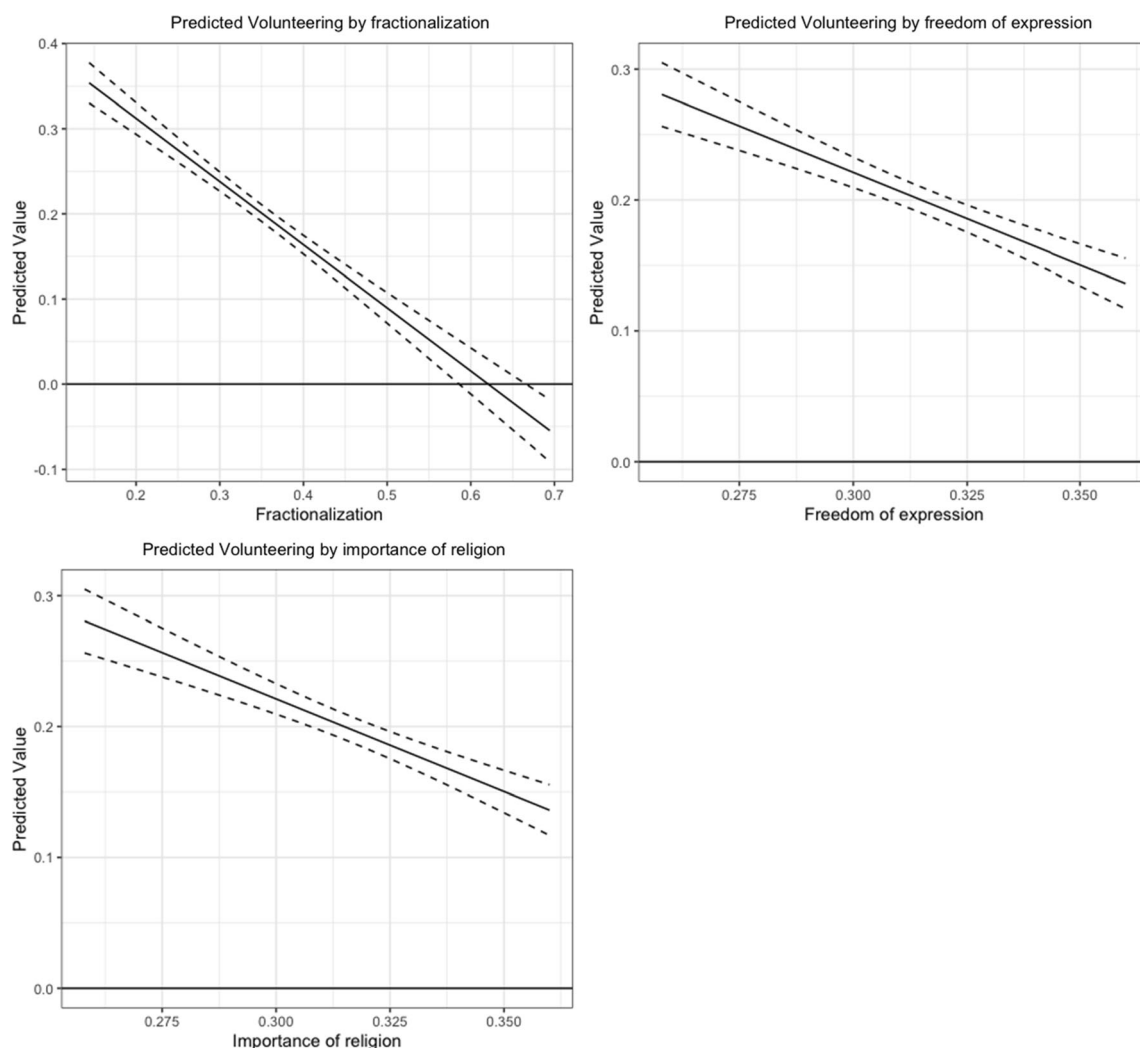 Predicted Volunteering by fractionalization
Predicted Value
0.4
0.3
0.2
0.1
0.0
-0.1
0.2 0.3 0.4 0.5 0.6 0.7
Fractionalization
Predicted Volunteering by freedom of expression
Predicted Value
0.3
0.2
0.1
0.0
0.275 0.300 0.325 0.350
Freedom of expression
Predicted Volunteering by importance of religion
Predicted Value
0.3
0.2
0.1
0.0
0.275 0.300 0.325 0.350
Importance of religion